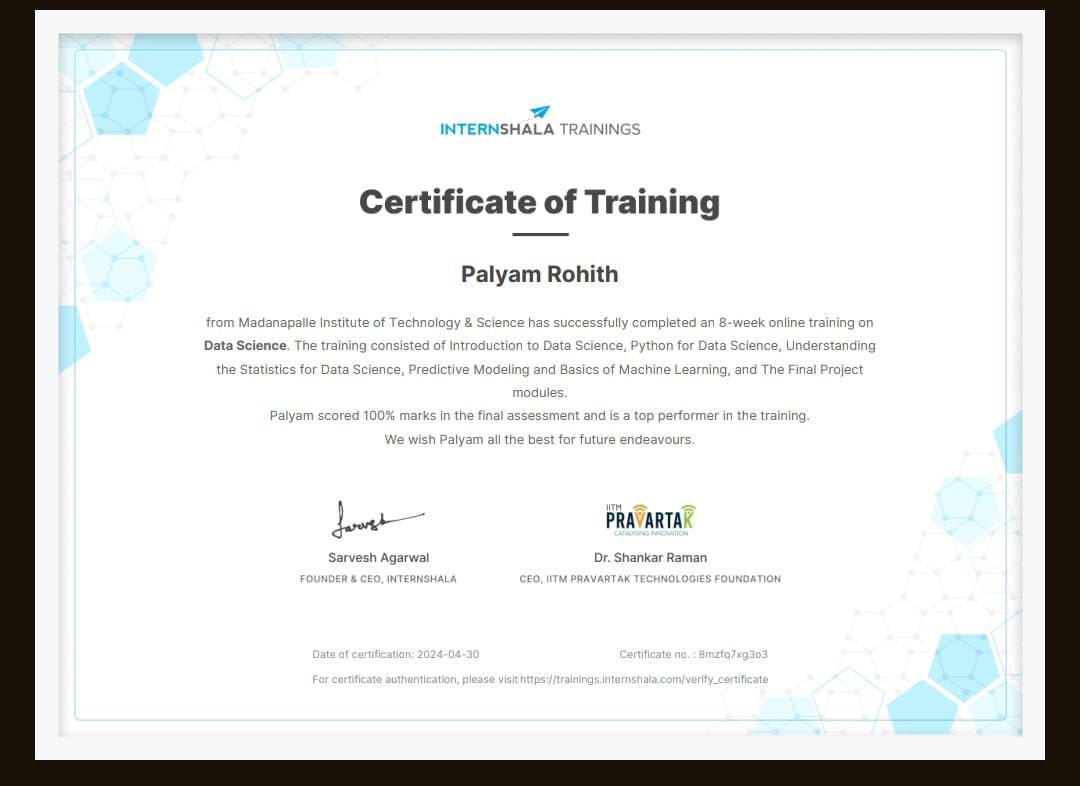 INTERNSHALA TRAININGS
Certificate of Training
Palyam Rohith
from Madanapalle Institute of Technology & Science has successfully completed an 8-week online training on
Data Science. The training consisted of Introduction to Data Science, Python for Data Science, Understanding
the Statistics for Data Science, Predictive Modeling and Basics of Machine Learning, and The Final Project
modules.
Palyam scored 100% marks in the final assessment and is a top performer in the training.
We wish Palyam all the best for future endeavours.
Sarvesh
IITM
PRAVARTAK
CATALYSING INNOVATION
Sarvesh Agarwal
Dr. Shankar Raman
FOUNDER & CEO, INTERNSHALA
CEO, IITM PRAVARTAK TECHNOLOGIES FOUNDATION
Date of certification: 2024-04-30
Certificate no. : 8mzfq7xg3o3
For certificate authentication, please visit https://trainings.internshala.com/verify_certificate